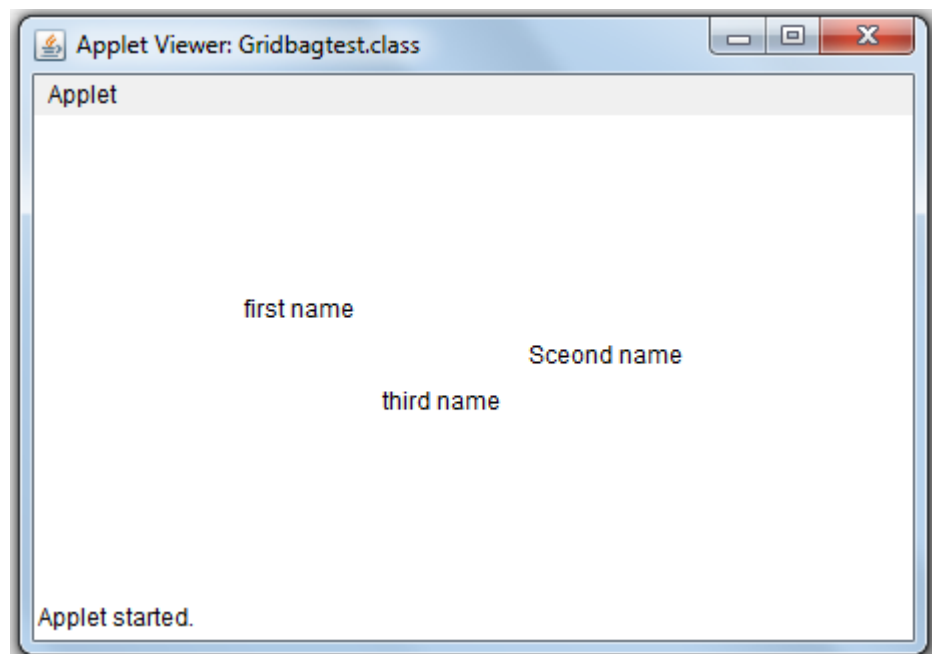 Applet Viewer: Gridbagtest.class
Applet
first name
Sceond name
third name
Applet started.